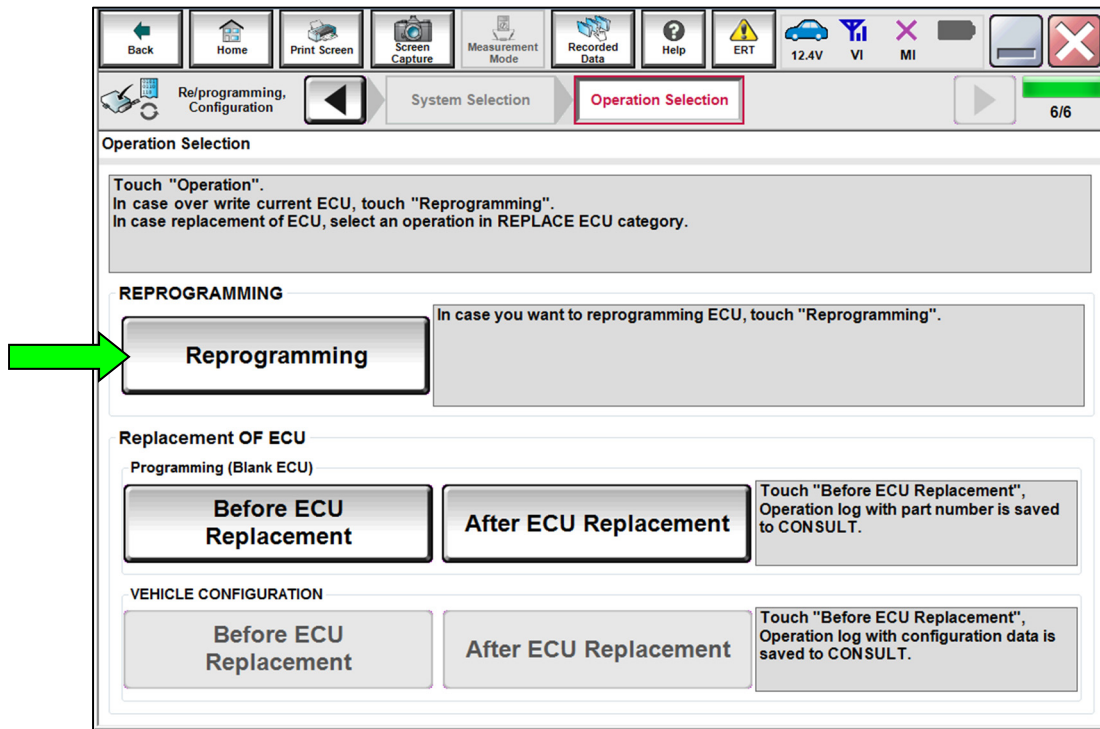 Back
Home
Print Screen
Screen
Capture
Measurement
Mode
Recorded
Data
Help
ERT
12.4V
VI
MI
Re/programming,
Configuration
System Selection
Operation Selection
6/6
Operation Selection
Touch "Operation".
In case over write current ECU, touch "Reprogramming".
In case replacement of ECU, select an operation in REPLACE ECU category.
REPROGRAMMING
Reprogramming
In case you want to reprogramming ECU, touch "Reprogramming".
Replacement OF ECU
Programming (Blank ECU)
Before ECU
Replacement
After ECU Replacement
Touch "Before ECU Replacement",
Operation log with part number is saved
to CONSULT.
VEHICLE CONFIGURATION
Before ECU
Replacement
After ECU Replacement
Touch "Before ECU Replacement",
Operation log with configuration data is
saved to CONSULT.